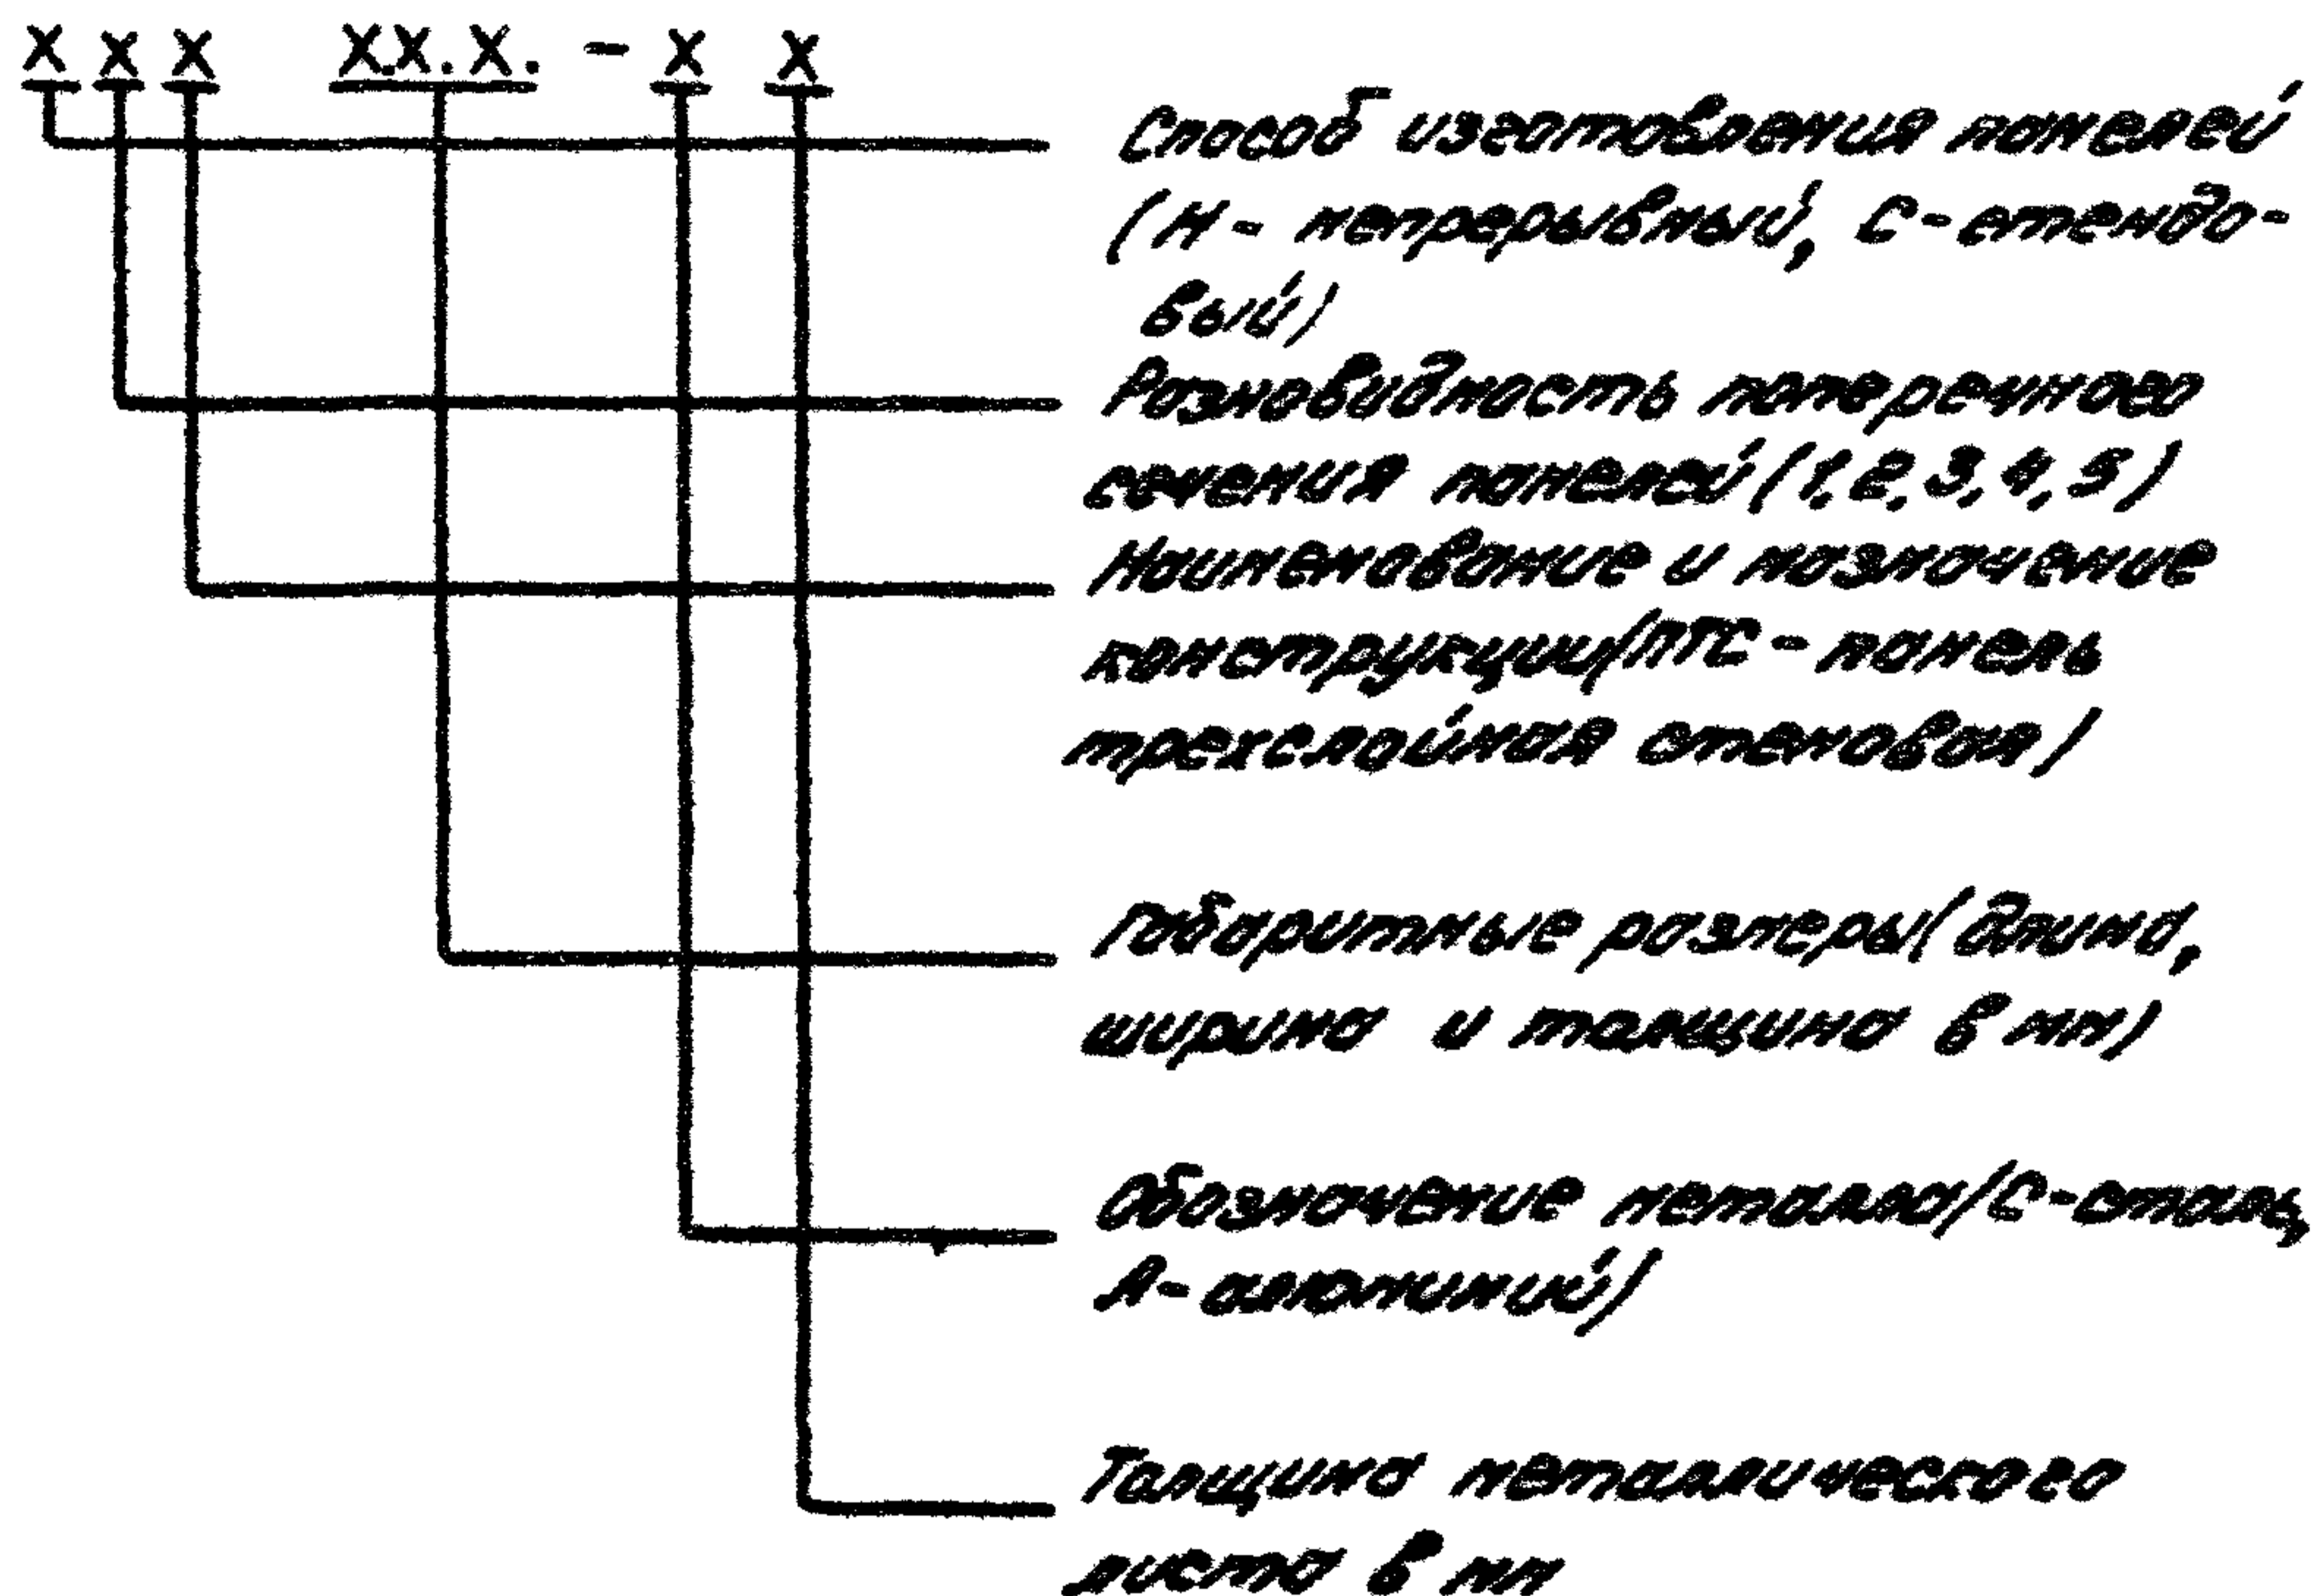 х х х хх.х. - х х
Способ изготовления панелей
(Н - непрерывный, С - стендо-
вый)
Разновидность поперечного
сечения панелей (1, 2, 3, 4, 5)
Наименование и назначение
конструкции (ПТС - панель
трехслойная стеновая)
Габаритные размеры (длина,
ширина и толщина в мм)
Обозначение металла (С - сталь,
А - алюминий)
Толщина металлического
листа в мм